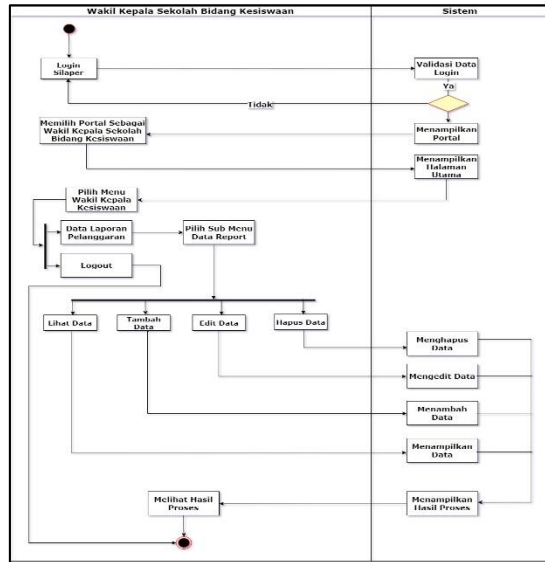 Wakil Kepala Sekolah Bidang Kesiswaan
Sistem
Login
Silaper
Validasi Data
Login
Ya
Tidak
Memilih Portal Sebagai
Wakil Kepala Sekolah
Bidang Kesiswaan
Menampilkan
Portal
Menampilkan
Halaman
Utama
Pilih Menu
Wakil Kepala
Kesiswaan
Data Laporan
Pelanggaran
Pilih Sub Menu
Data Report
Logout
Lihat Data
Tambah
Data
Edit Data
Hapus Data
Menghapus
Data
Mengedit Data
Menambah
Data
Menampilkan
Data
Melihat Hasil
Proses
Menampilkan
Hasil Proses